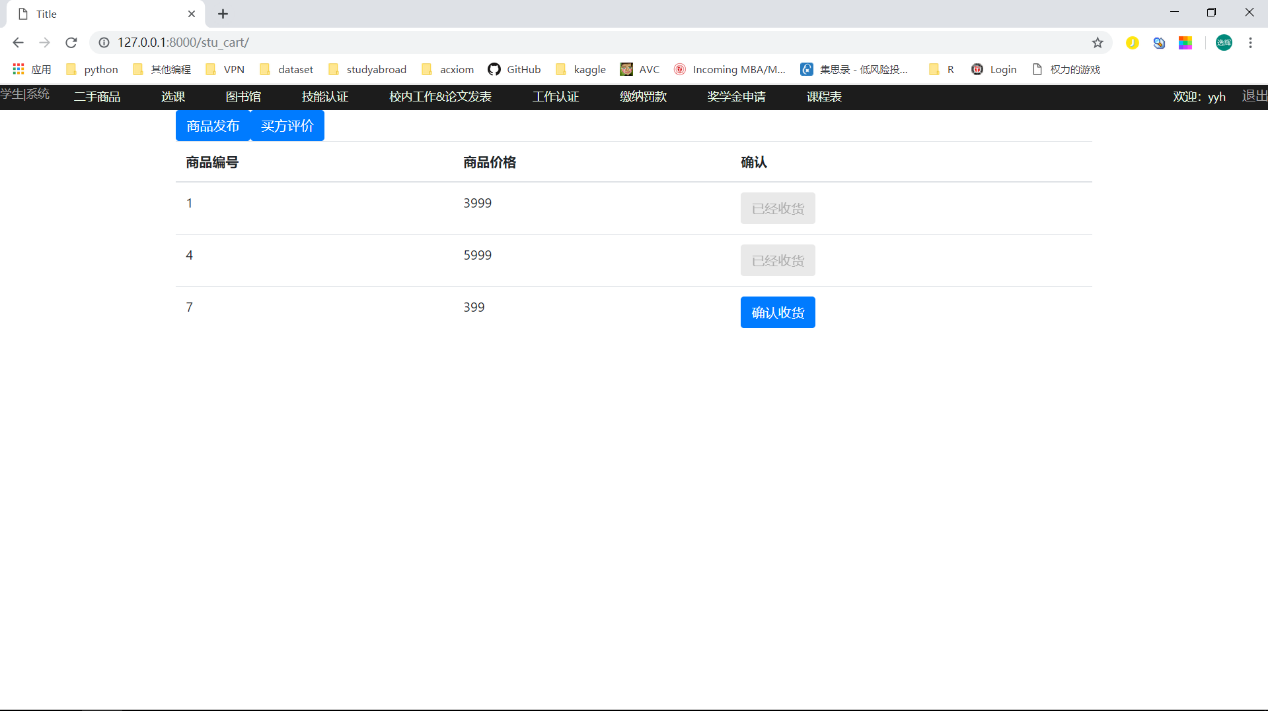 Title
127.0.0.1:8000/stu_cart/
应用 python 其他编程 VPN dataset studyabroad acxiom GitHub kaggle AVC Incoming MBA/M... 集思录 - 低风险投... R Login 权力的游戏
学生|系统 二手商品 选课 图书馆 技能认证 校内工作&论文发表 工作认证 缴纳罚款 奖学金申请 课程表 欢迎：yyh 退出
商品发布 买方评价
商品编号 商品价格 确认
1 3999 已经收货
4 5999 已经收货
7 399 确认收货